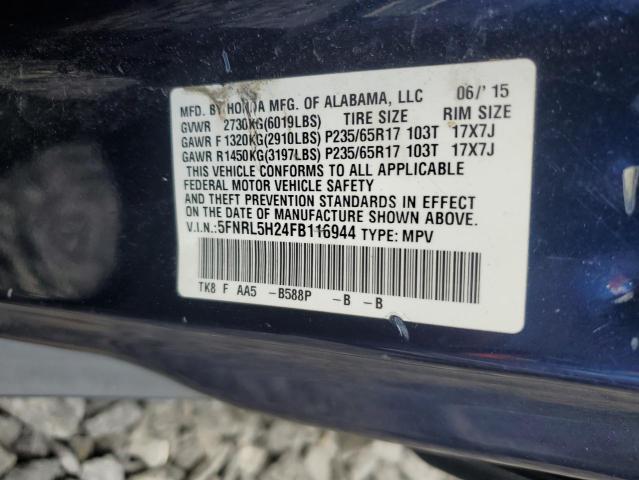 MFD. BY HONDA MFG. OF ALABAMA, LLC 06/'15
GVWR 2730KG(6019LBS) TIRE SIZE RIM SIZE
GAWR F 1320KG(2910LBS) P235/65R17 103T 17X7J
GAWR R1450KG(3197LBS) P235/65R17 103T 17X7J
THIS VEHICLE CONFORMS TO ALL APPLICABLE
FEDERAL MOTOR VEHICLE SAFETY
AND THEFT PREVENTION STANDARDS IN EFFECT
ON THE DATE OF MANUFACTURE SHOWN ABOVE.
V.I.N.:5FNRL5H24FB116944 TYPE: MPV
TK8 F AA5 -B588P -B -B